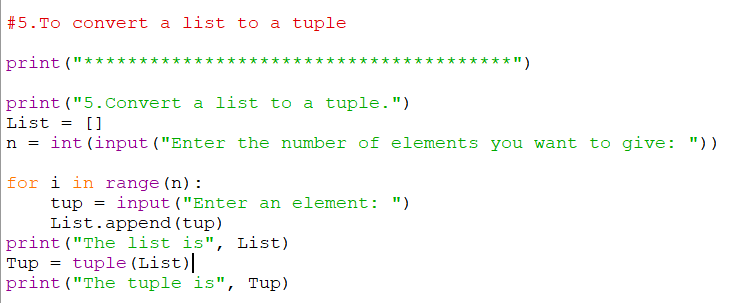 #5.To convert a list to a tuple
print("***************************************")
print("5.Convert a list to a tuple.")
List = []
n = int(input("Enter the number of elements you want to give: "))
for i in range(n):
    tup = input("Enter an element: ")
    List.append(tup)
print("The list is", List)
Tup = tuple(List)
print("The tuple is", Tup)